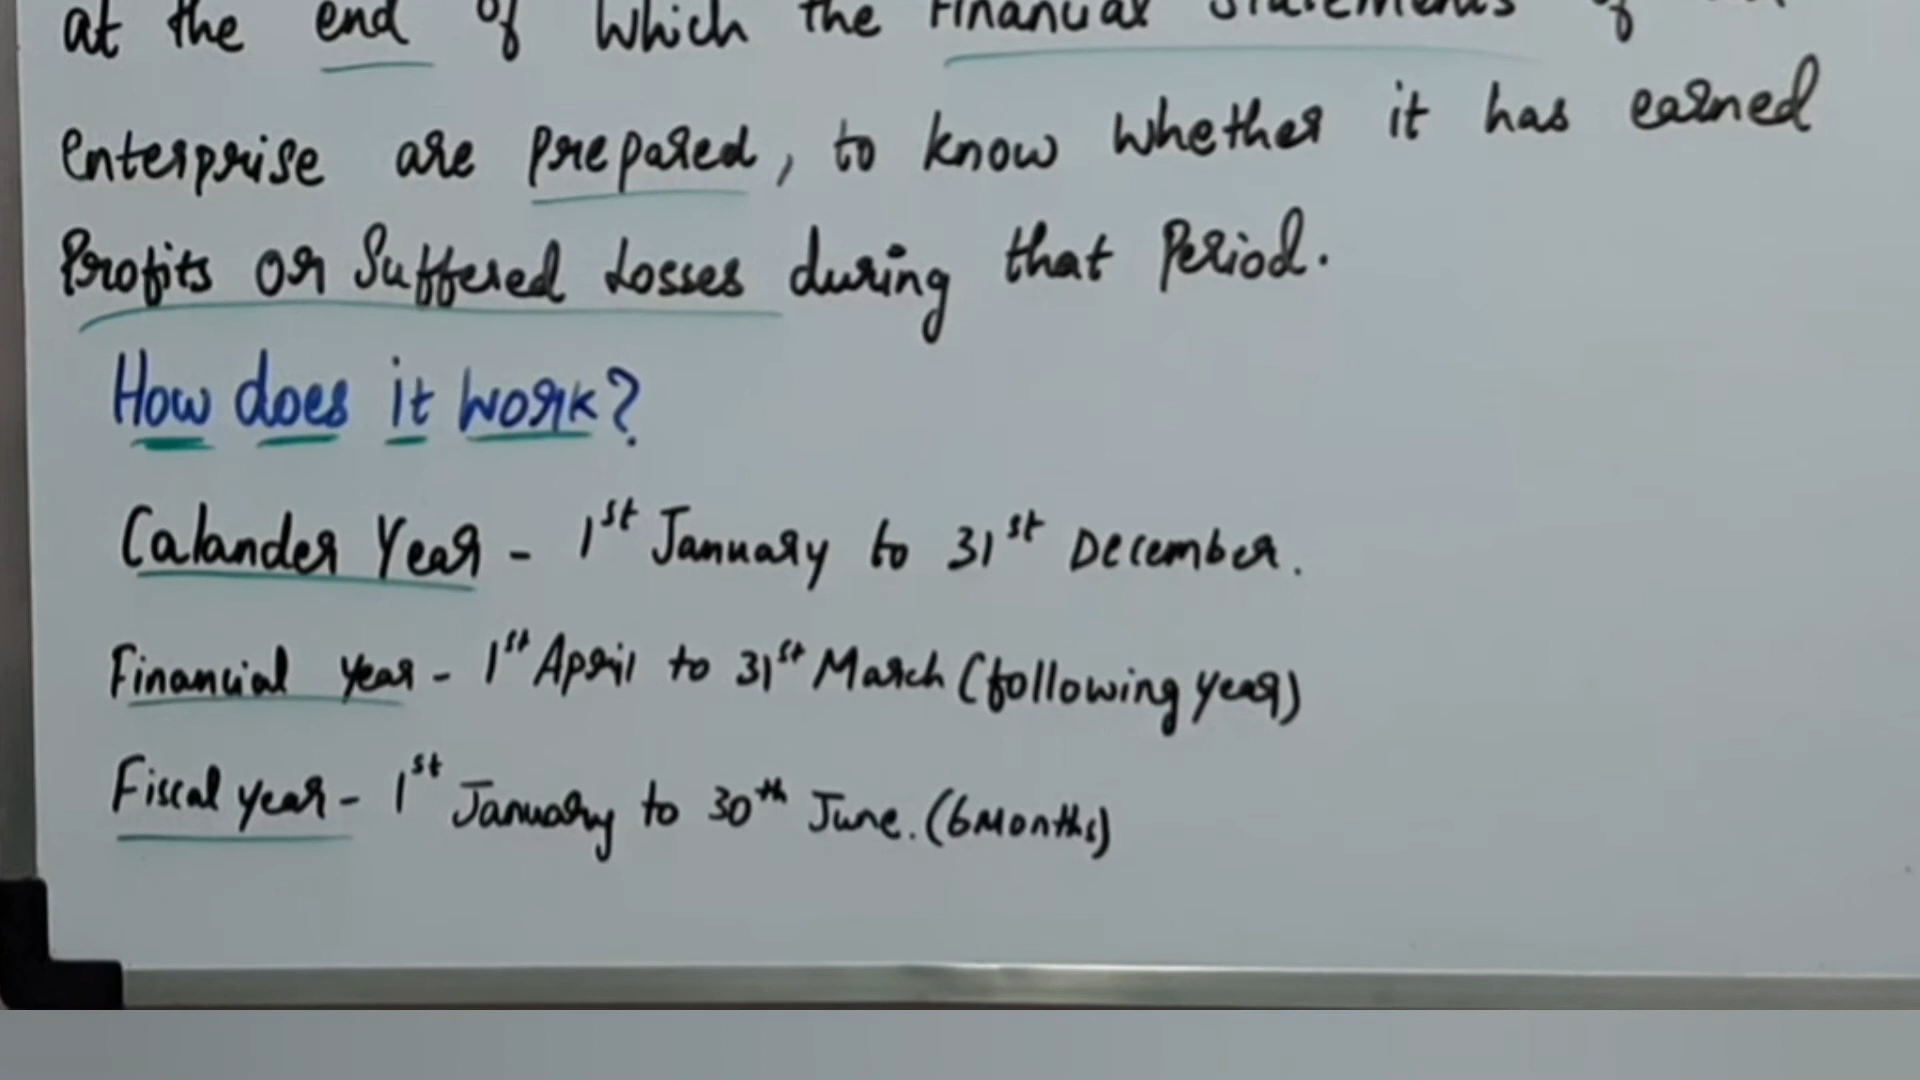 at the end of which the Financial Statements of
enterprise are prepared, to know whether it has earned
Profits or Suffered Losses during that Period.
How does it work?
Calander Year - 1st January to 31st December.
Financial year - 1st April to 31st March (following year)
Fiscal year - 1st January to 30th June. (6 Months)